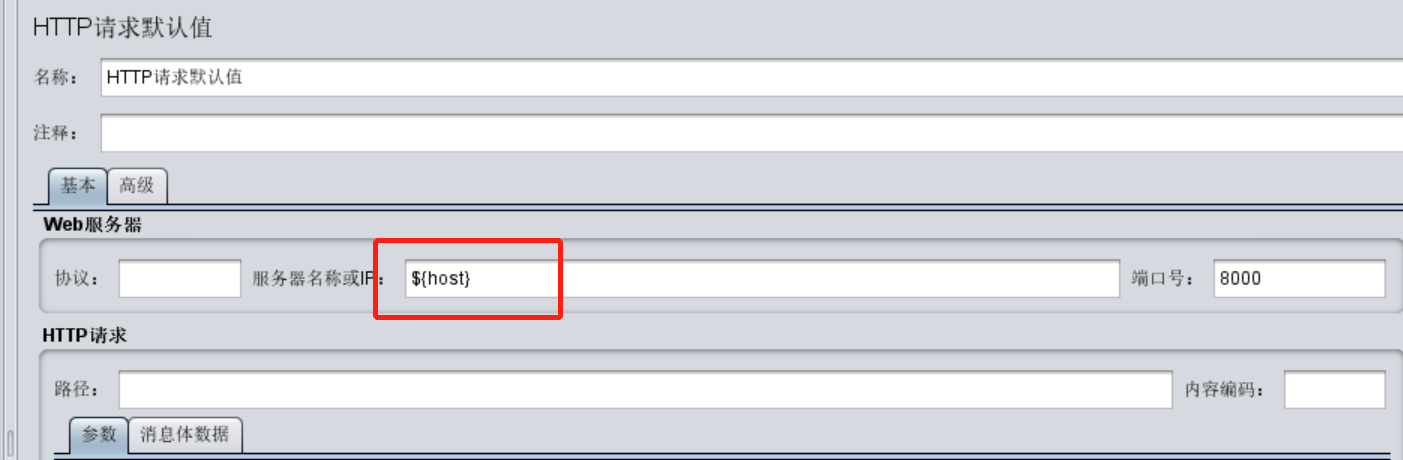 HTTP请求默认值
名称： HTTP请求默认值
注释：
基本 高级
Web服务器
协议： 服务器名称或IP： ${host} 端口号： 8000
HTTP请求
路径： 内容编码：
参数 消息体数据